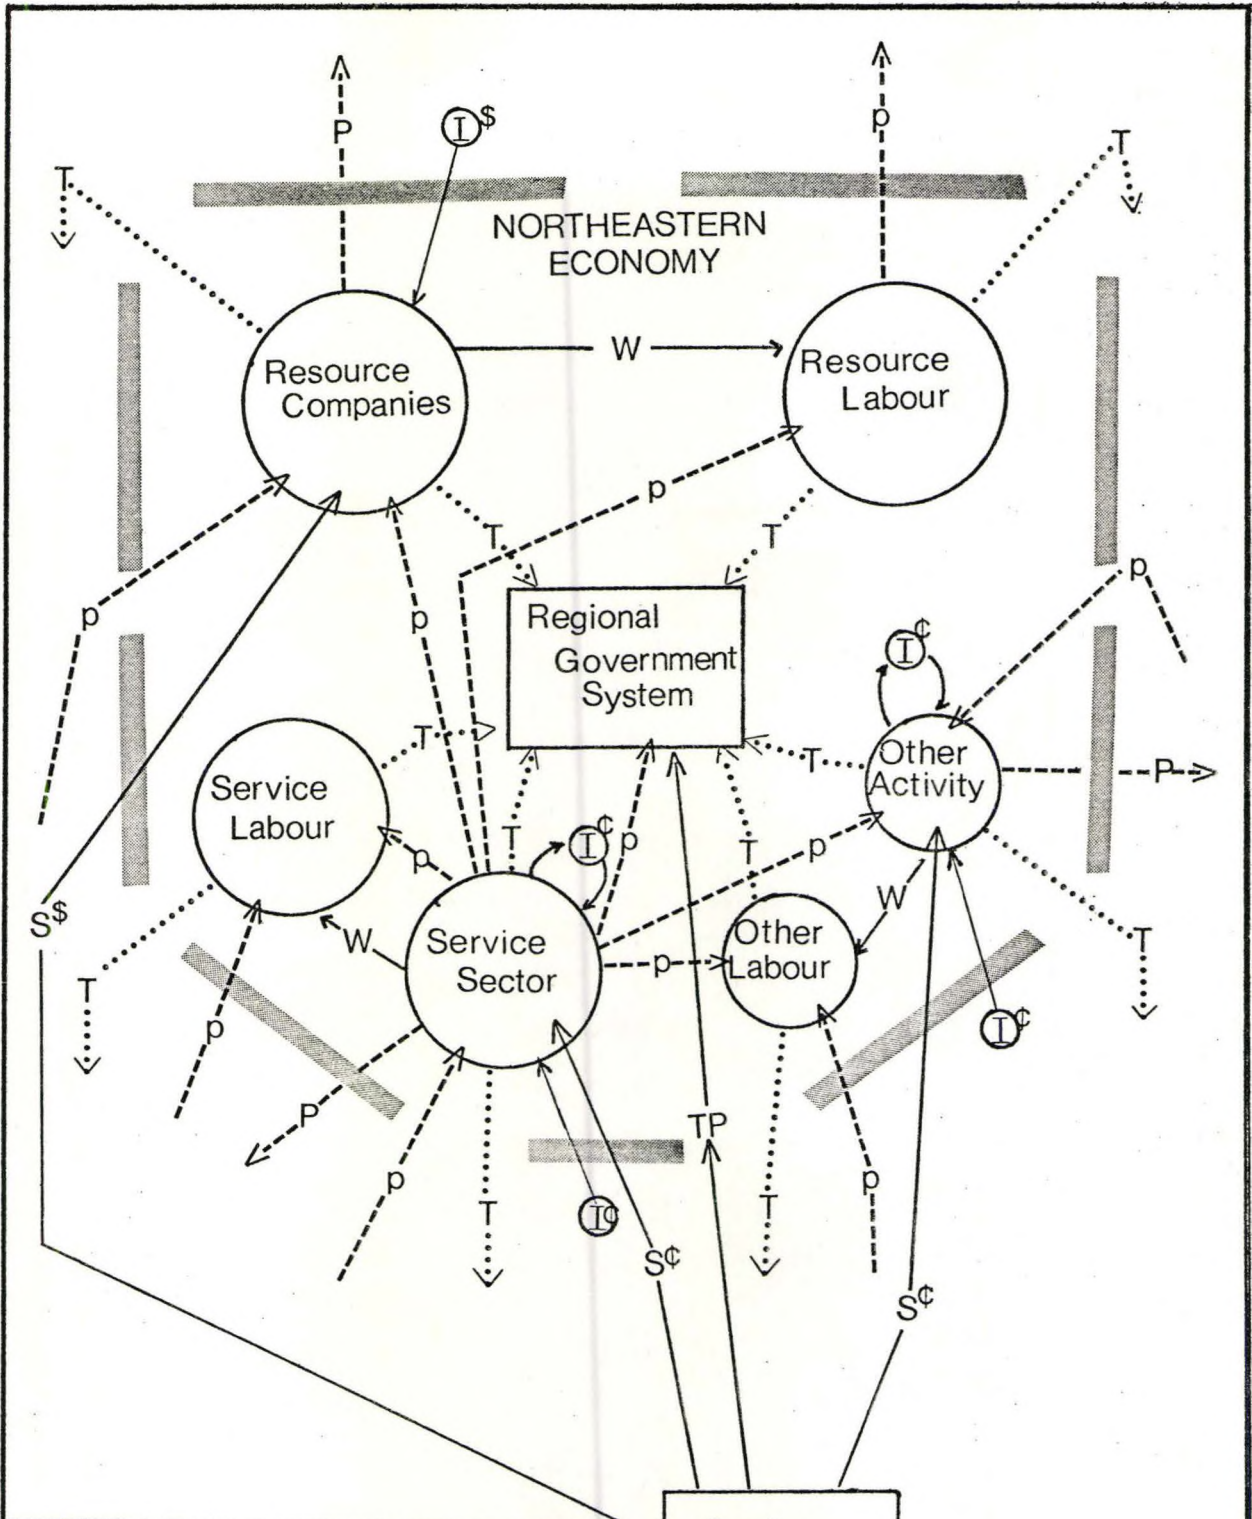 P
I$
p
T
T
NORTHEASTERN
ECONOMY
Resource
Companies
W
Resource
Labour
p
T
T
p
p
p
Regional
Government
System
I¢
T
Other
Activity
T
P
Service
Labour
T
I¢
p
T
p
p
W
S$
W
Service
Sector
p
Other
Labour
T
T
p
I¢
P
TP
p
p
T
I¢
T
S¢
S¢